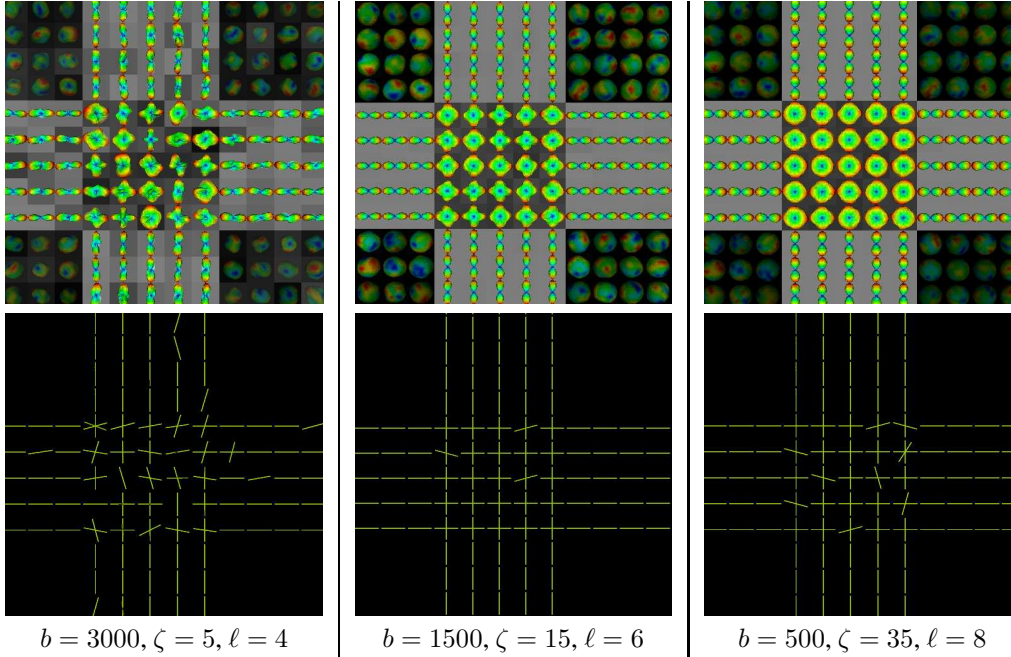 b = 3000, ζ = 5, ℓ = 4
b = 1500, ζ = 15, ℓ = 6
b = 500, ζ = 35, ℓ = 8